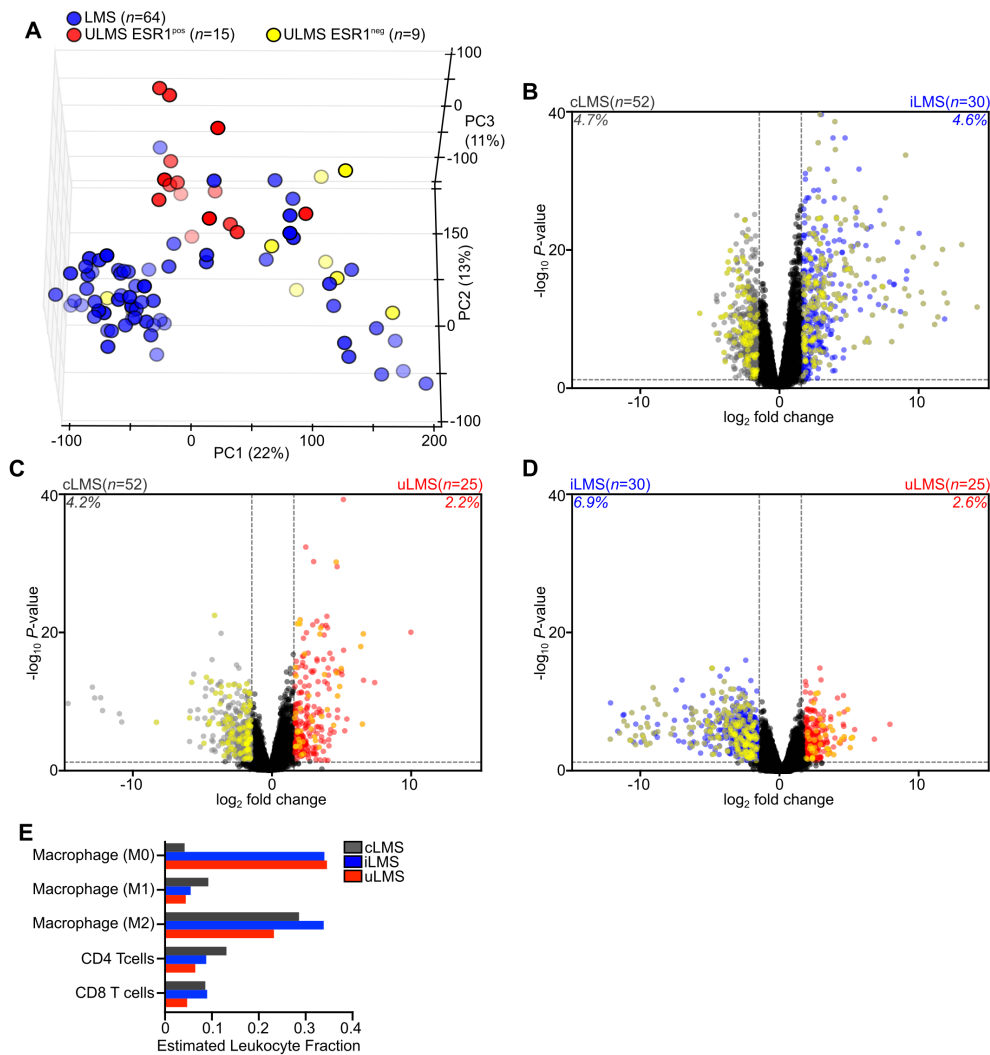 A
LMS (n=64)
ULMS ESR1pos (n=15)
ULMS ESR1neg (n=9)
100
0
PC3
(11%)
-100
150
PC2 (13%)
0
-100
-100
0
100
200
PC1 (22%)
B
cLMS(n=52)
iLMS(n=30)
4.7%
4.6%
40
20
0
-log10 P-value
-10
0
10
log2 fold change
C
cLMS(n=52)
uLMS(n=25)
4.2%
2.2%
40
20
0
-log10 P-value
-10
0
10
log2 fold change
D
iLMS(n=30)
uLMS(n=25)
6.9%
2.6%
40
20
0
-log10 P-value
-10
0
10
log2 fold change
E
cLMS
iLMS
uLMS
Macrophage (M0)
Macrophage (M1)
Macrophage (M2)
CD4 Tcells
CD8 T cells
0
0.1
0.2
0.3
0.4
Estimated Leukocyte Fraction